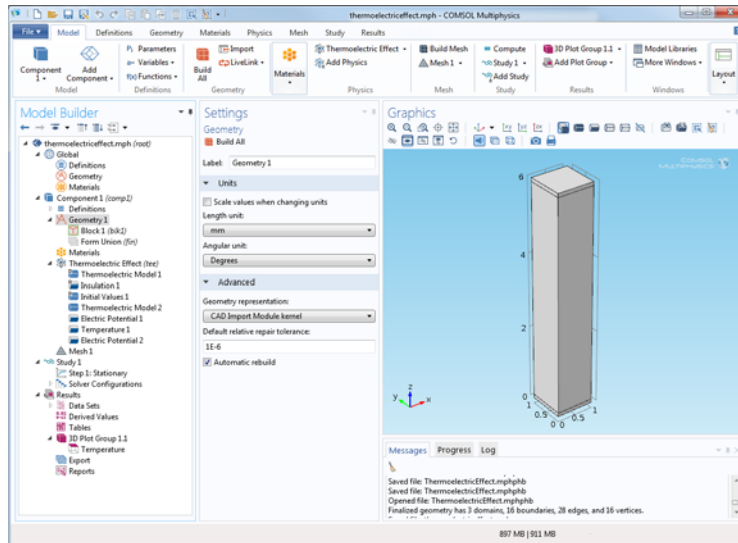 thermoelectriceffect.mph - COMSOL Multiphysics
File Model Definitions Geometry Materials Physics Mesh Study Results
Component 1
Add Component
Model
Pi Parameters
a= Variables
f(x) Functions
Definitions
Build All
Import
LiveLink
Geometry
Materials
Thermoelectric Effect
Add Physics
Physics
Build Mesh
Mesh 1
Mesh
Compute
Study 1
Add Study
Study
3D Plot Group 1.1
Add Plot Group
Results
Model Libraries
More Windows
Windows
Layout
Model Builder
thermoelectriceffect.mph (root)
Global
Definitions
Geometry
Materials
Component 1 (comp1)
Definitions
Geometry 1
Block 1 (blk1)
Form Union (fin)
Materials
Thermoelectric Effect (tee)
Thermoelectric Model 1
Insulation 1
Initial Values 1
Thermoelectric Model 2
Electric Potential 1
Temperature 1
Electric Potential 2
Mesh 1
Study 1
Step 1: Stationary
Solver Configurations
Results
Data Sets
Derived Values
Tables
3D Plot Group 1.1
Temperature
Export
Reports
Settings
Geometry
Build All
Label: Geometry 1
Units
Scale values when changing units
Length unit:
mm
Angular unit:
Degrees
Advanced
Geometry representation:
CAD Import Module kernel
Default relative repair tolerance:
1E-6
Automatic rebuild
Graphics
COMSOL
MULTIPHYSICS
6
4
2
0
1
0.5
0 0
0.5
1
z
y
x
Messages Progress Log
Saved file: ThermoelectricEffect.mphphb
Saved file: ThermoelectricEffect.mphphb
Opened file: ThermoelectricEffect.mphphb
Finalized geometry has 3 domains, 16 boundaries, 28 edges, and 16 vertices.
897 MB | 911 MB